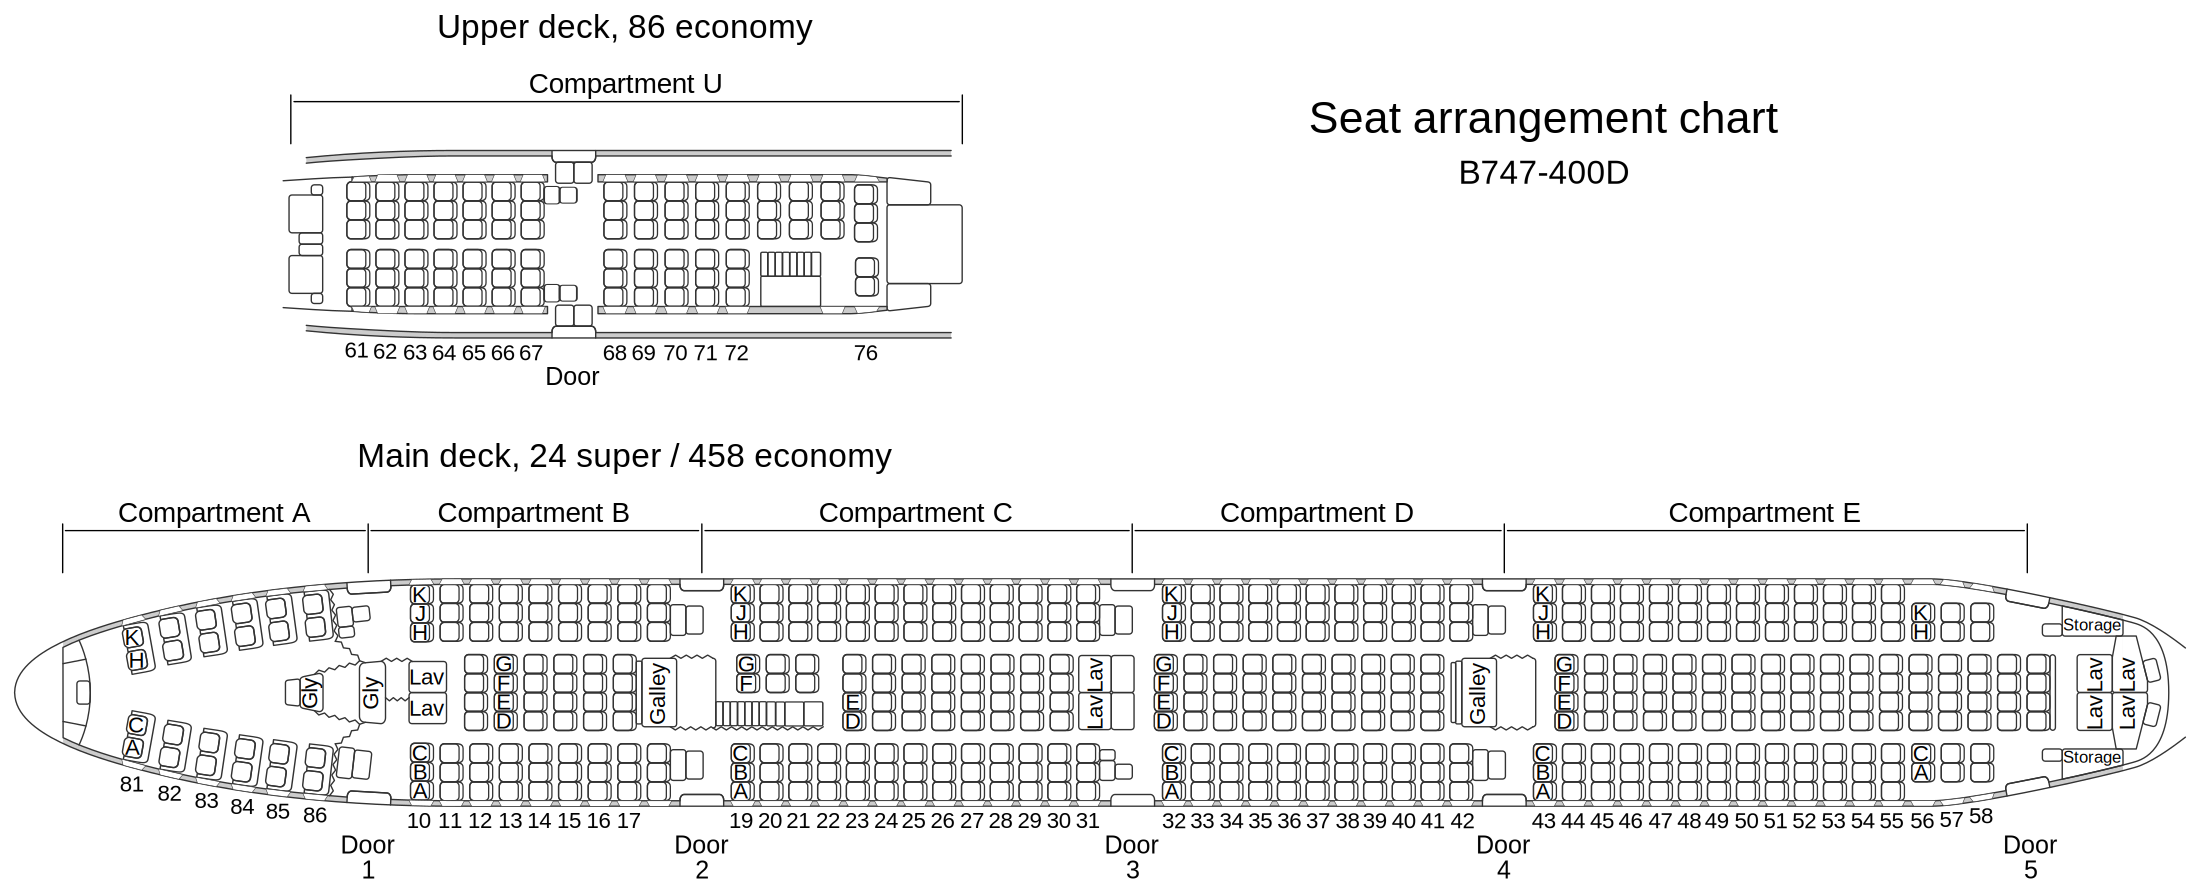 Upper deck, 86 economy
Compartment U
Seat arrangement chart
B747-400D
61 62 63 64 65 66 67 68 69 70 71 72 76
Door
Main deck, 24 super / 458 economy
Compartment A Compartment B Compartment C Compartment D Compartment E
K K K K K
J J J J K
H H H H H Storage
K
H
G G G G
Gly Gly Lav F Galley F Lav F Galley F Lav Lav
Lav E E Lav E E Lav Lav
D D D D
C
A
C C C C C Storage
B B B B A
A A A A
81 82 83 84 85 86 10 11 12 13 14 15 16 17 19 20 21 22 23 24 25 26 27 28 29 30 31 32 33 34 35 36 37 38 39 40 41 42 43 44 45 46 47 48 49 50 51 52 53 54 55 56 57 58
Door Door Door Door Door
1 2 3 4 5